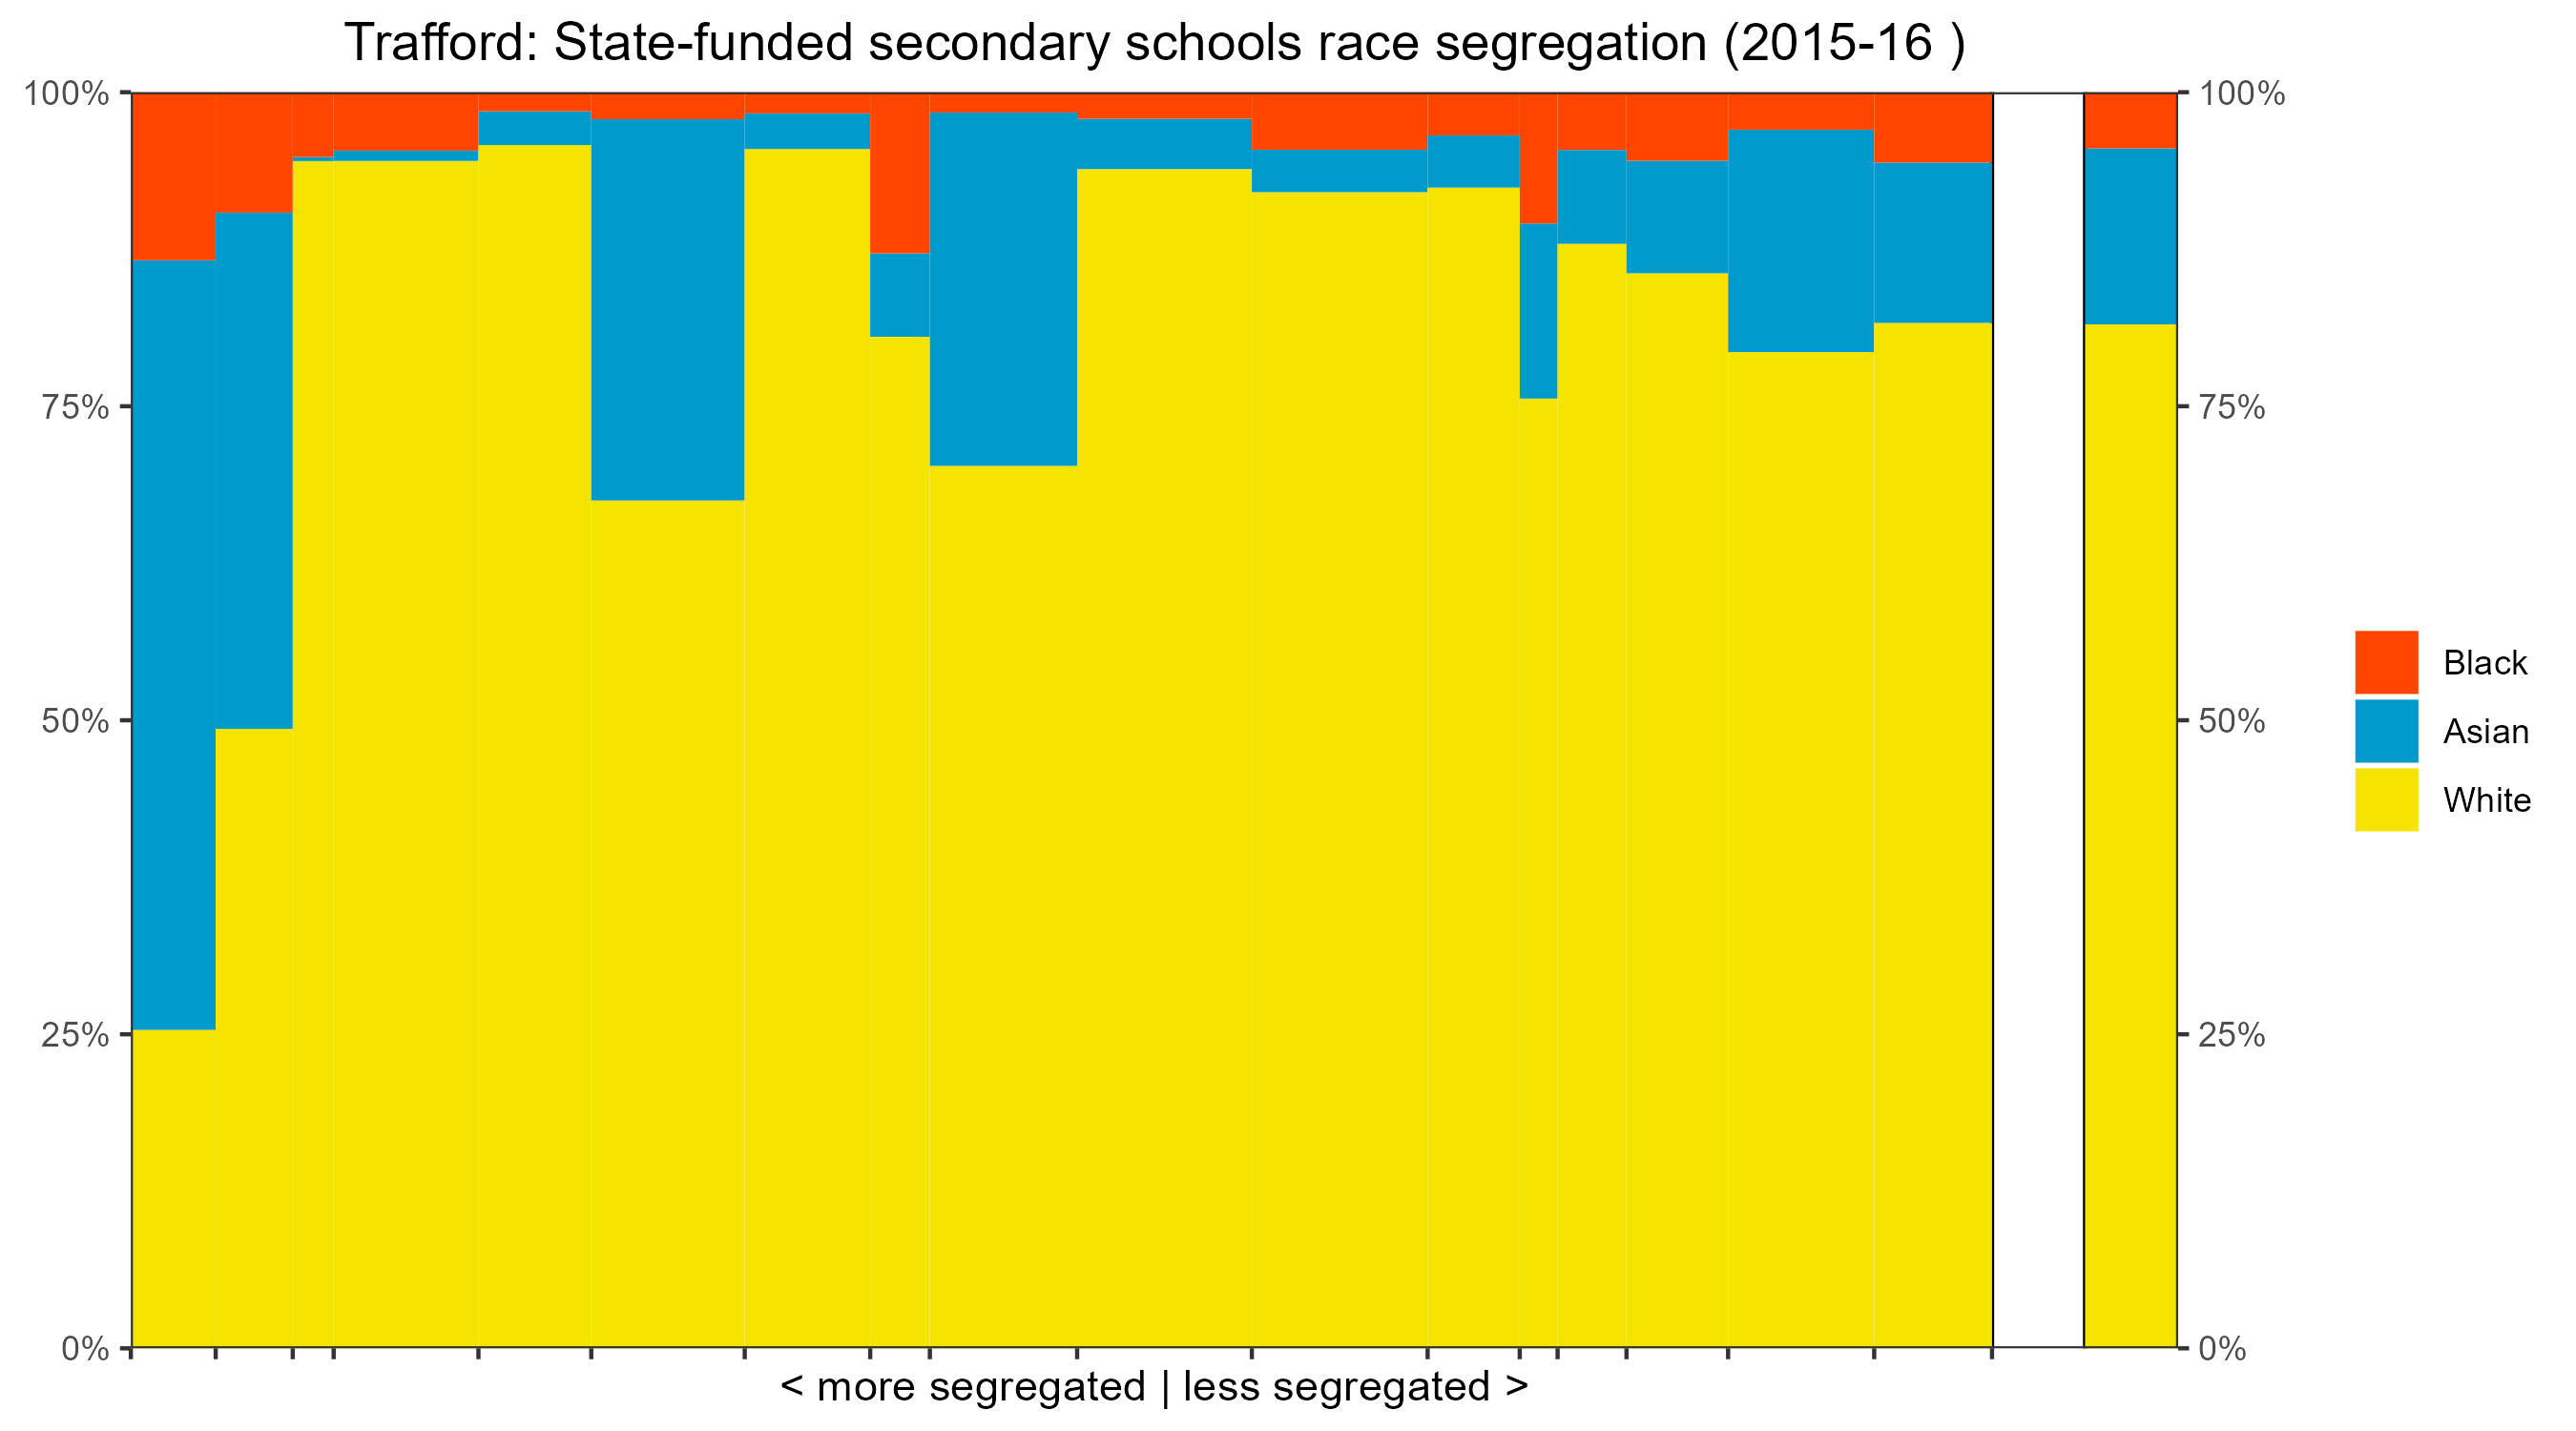 Trafford: State-funded secondary schools race segregation (2015-16 )
100%
75%
50%
25%
0%
100%
75%
50%
25%
0%
Black
Asian
White
< more segregated | less segregated >